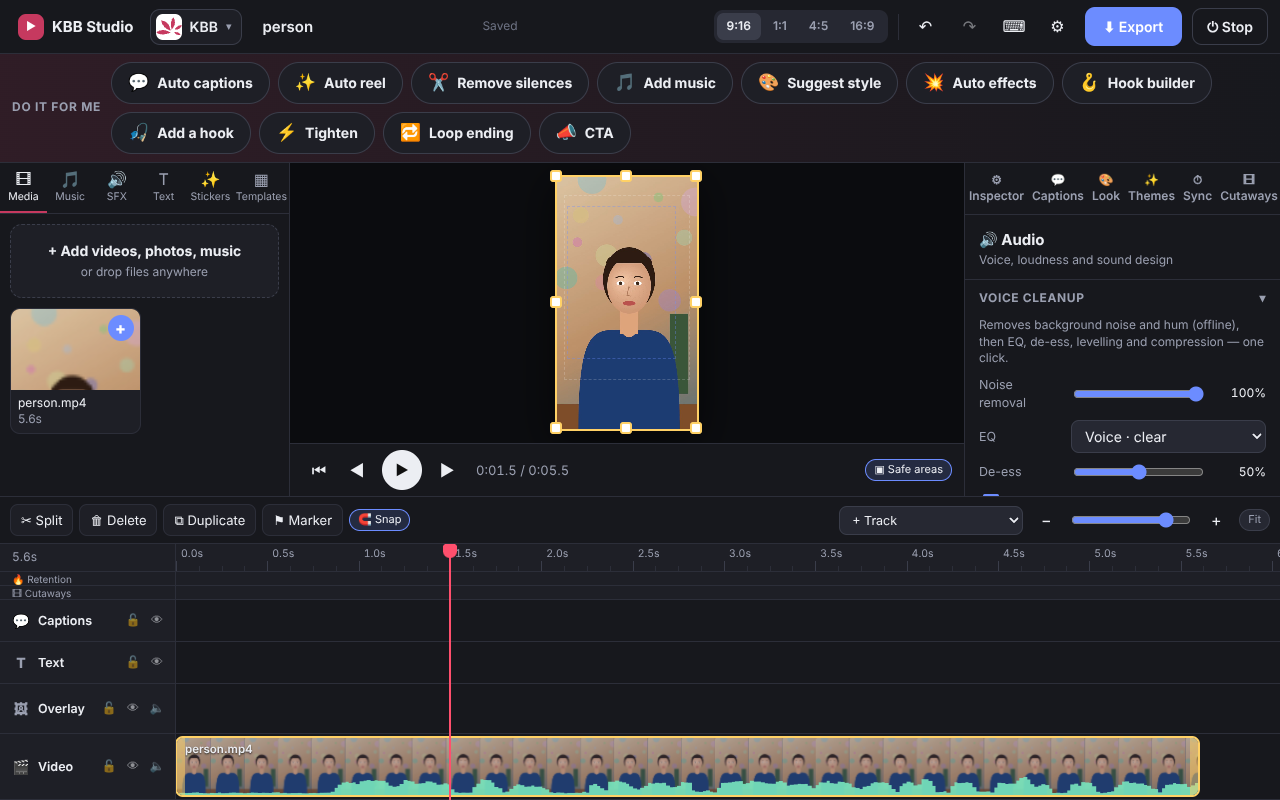 KBB Studio
KBB
person
Saved
9:16 1:1 4:5 16:9
Export
Stop
DO IT FOR ME
Auto captions
Auto reel
Remove silences
Add music
Suggest style
Auto effects
Hook builder
Add a hook
Tighten
Loop ending
CTA
Media Music SFX Text Stickers Templates
+ Add videos, photos, music
or drop files anywhere
person.mp4
5.6s
0:01.5 / 0:05.5
Safe areas
Inspector Captions Look Themes Sync Cutaways
Audio
Voice, loudness and sound design
VOICE CLEANUP
Removes background noise and hum (offline),
then EQ, de-ess, levelling and compression — one
click.
Noise
removal
100%
EQ
Voice · clear
De-ess
50%
Split
Delete
Duplicate
Marker
Snap
+ Track
Fit
5.6s
0.0s 0.5s 1.0s 1.5s 2.0s 2.5s 3.0s 3.5s 4.0s 4.5s 5.0s 5.5s
Retention
Cutaways
Captions
T Text
Overlay
Video
person.mp4